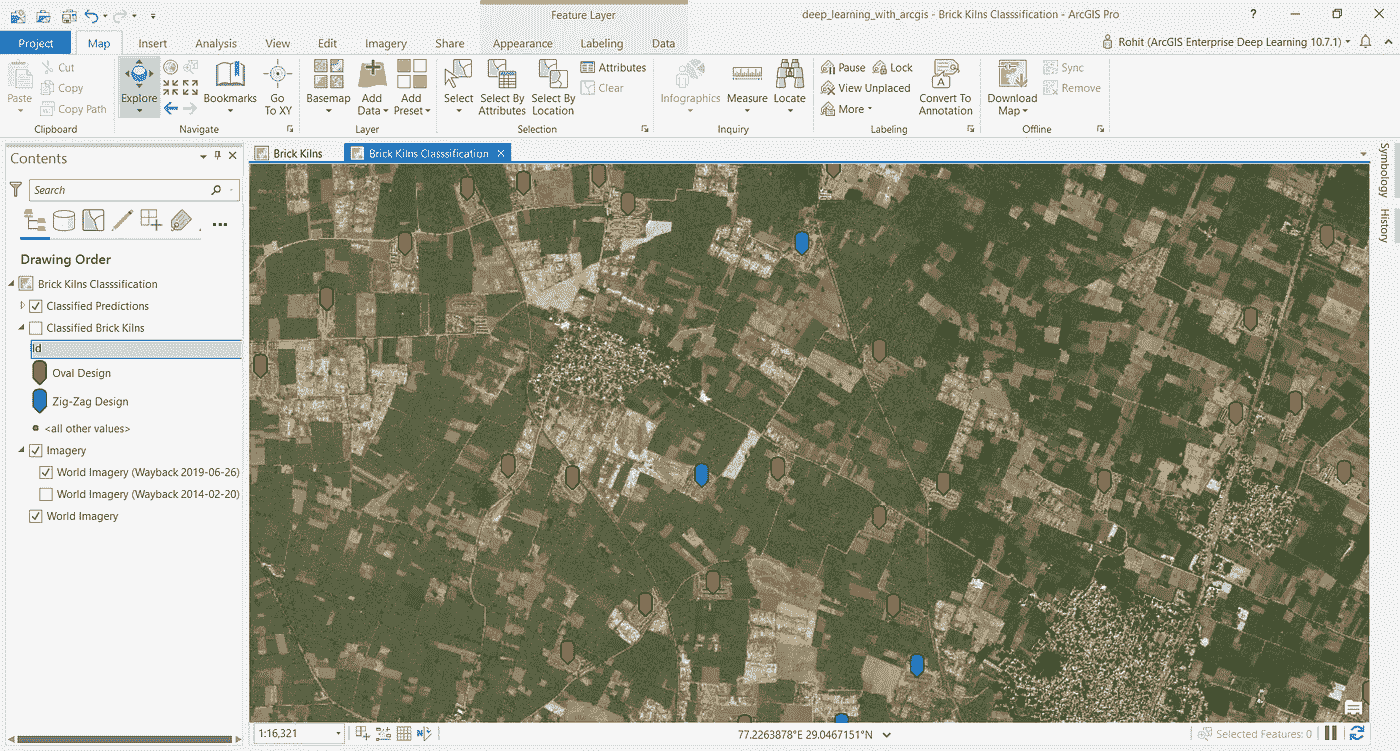 Feature Layer
deep_learning_with_arcgis - Brick Kilns Classsification - ArcGIS Pro
?
Project Map Insert Analysis View Edit Imagery Share Appearance Labeling Data
Rohit (ArcGIS Enterprise Deep Learning 10.7.1)
Paste
Cut
Copy
Copy Path
Clipboard
Explore
Bookmarks
Go
To XY
Navigate
Basemap
Add
Data
Add
Preset
Layer
Select
Select By
Attributes
Select By
Location
Attributes
Clear
Selection
Infographics
Measure
Locate
Inquiry
Pause
Lock
View Unplaced
More
Convert To
Annotation
Labeling
Download
Map
Sync
Remove
Offline
Contents
Search
Drawing Order
Brick Kilns Classsification
Classified Predictions
Classified Brick Kilns
Id
Oval Design
Zig-Zag Design
<all other values>
Imagery
World Imagery (Wayback 2019-06-26)
World Imagery (Wayback 2014-02-20)
World Imagery
Brick Kilns
Brick Kilns Classsification
Symbology
History
1:16,321
77.2263878°E 29.0467151°N
Selected Features: 0